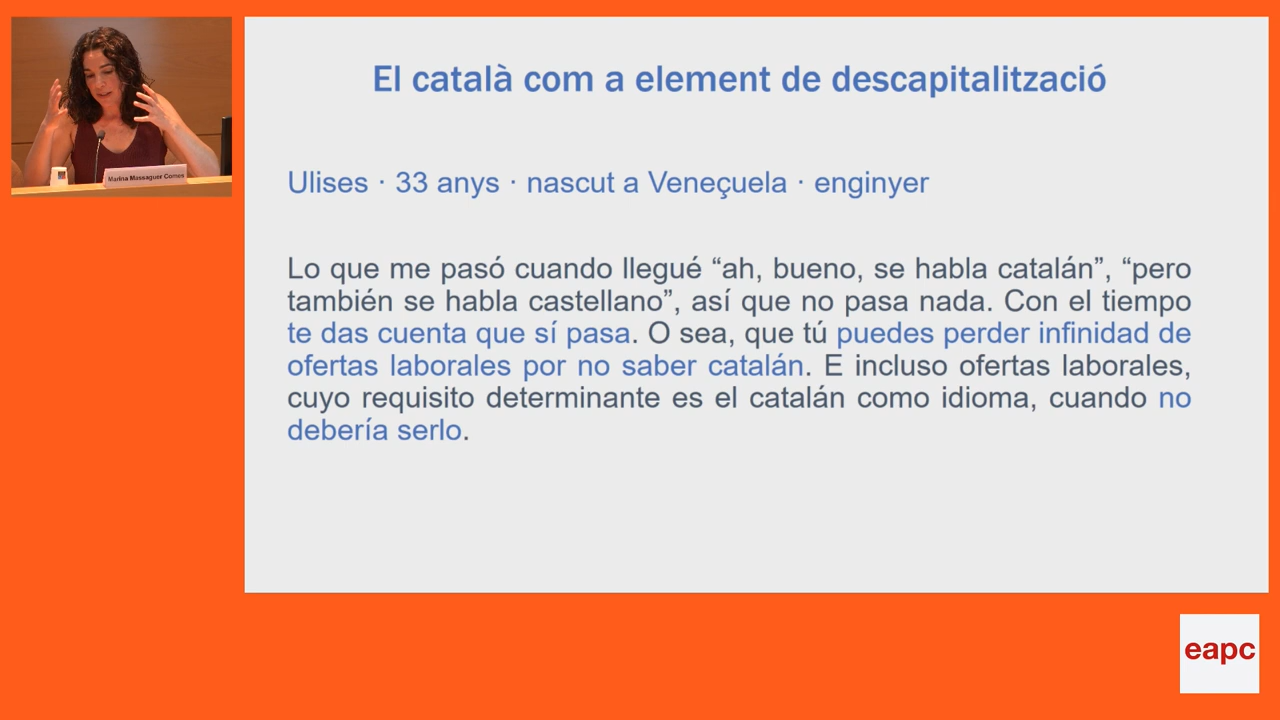 Marina Massaguer Comes
El català com a element de descapitalització
Ulises · 33 anys · nascut a Veneçuela · enginyer
Lo que me pasó cuando llegué “ah, bueno, se habla catalán”, “pero
también se habla castellano”, así que no pasa nada. Con el tiempo
te das cuenta que sí pasa. O sea, que tú puedes perder infinidad de
ofertas laborales por no saber catalán. E incluso ofertas laborales,
cuyo requisito determinante es el catalán como idioma, cuando no
debería serlo.
eapc